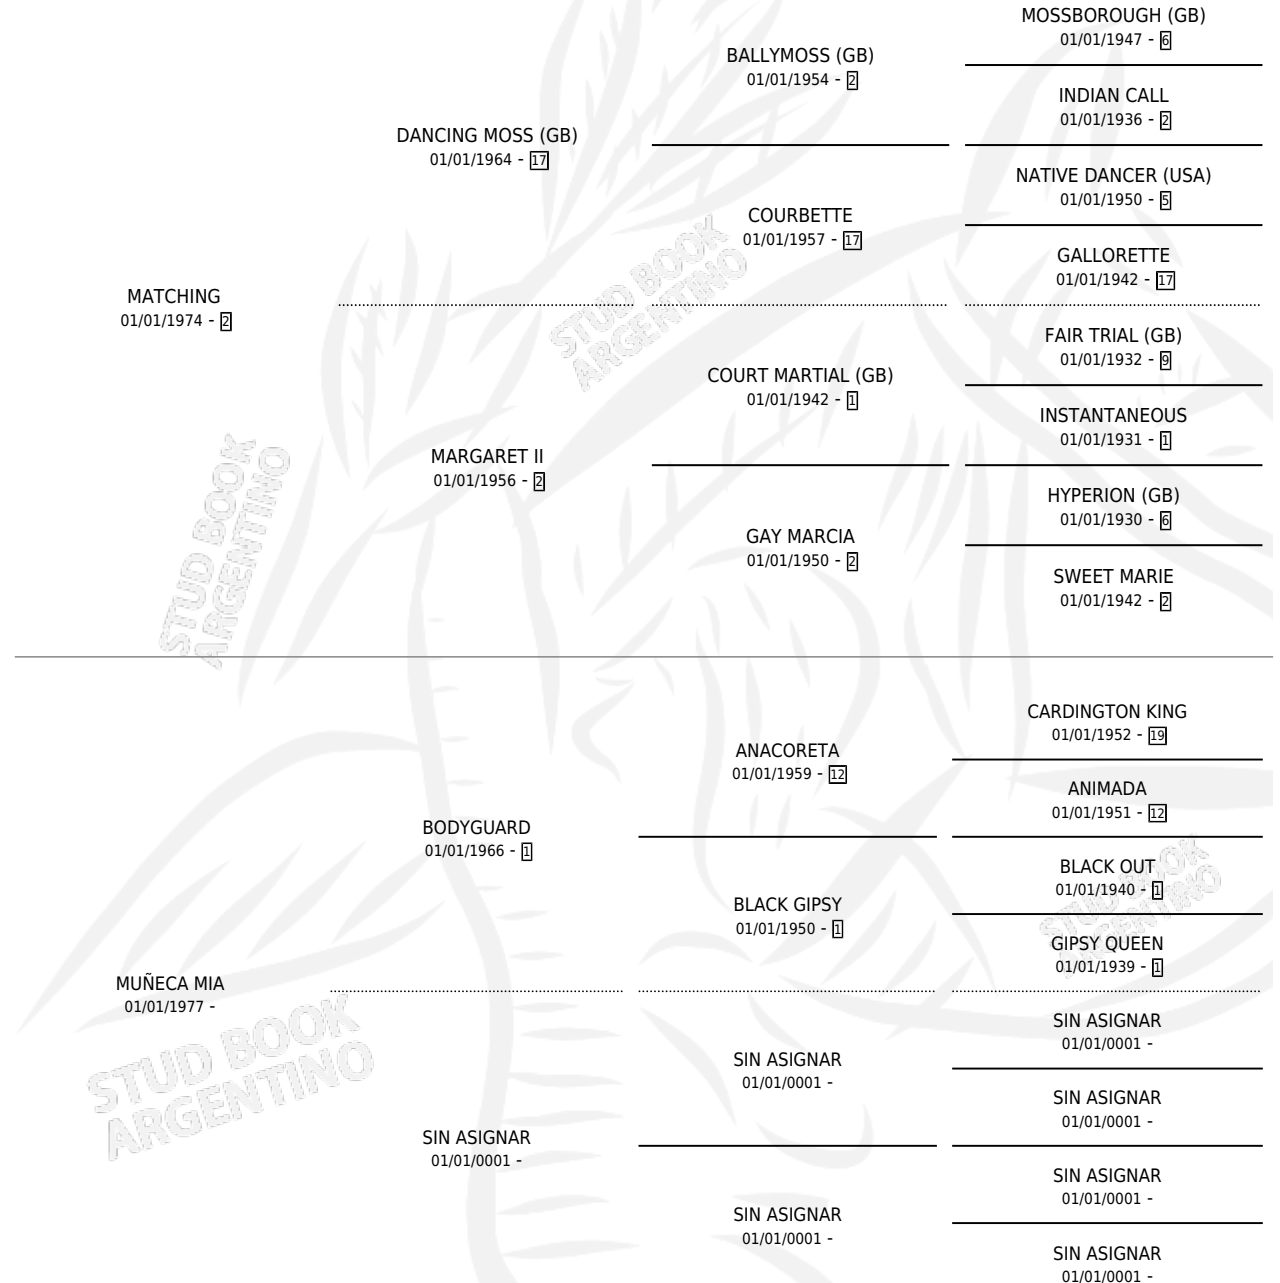 MOSSBOROUGH (GB)
01/01/1947 - 6
BALLYMOSS (GB)
01/01/1954 - 2
INDIAN CALL
01/01/1936 - 2
DANCING MOSS (GB)
01/01/1964 - 17
NATIVE DANCER (USA)
01/01/1950 - 5
COURBETTE
01/01/1957 - 17
GALLORETTE
01/01/1942 - 17
MATCHING
01/01/1974 - 2
FAIR TRIAL (GB)
01/01/1932 - 9
COURT MARTIAL (GB)
01/01/1942 - 1
INSTANTANEOUS
01/01/1931 - 1
MARGARET II
01/01/1956 - 2
HYPERION (GB)
01/01/1930 - 6
GAY MARCIA
01/01/1950 - 2
SWEET MARIE
01/01/1942 - 2
CARDINGTON KING
01/01/1952 - 19
ANACORETA
01/01/1959 - 12
ANIMADA
01/01/1951 - 12
BODYGUARD
01/01/1966 - 1
BLACK OUT
01/01/1940 - 1
BLACK GIPSY
01/01/1950 - 1
GIPSY QUEEN
01/01/1939 - 1
MUÑECA MIA
01/01/1977 -
SIN ASIGNAR
01/01/0001 -
SIN ASIGNAR
01/01/0001 -
SIN ASIGNAR
01/01/0001 -
SIN ASIGNAR
01/01/0001 -
SIN ASIGNAR
01/01/0001 -
SIN ASIGNAR
01/01/0001 -
SIN ASIGNAR
01/01/0001 -
STUD BOOK
ARGENTINO
STUD BOOK
ARGENTINO
STUD BOOK
ARGENTINO
STUD BOOK
ARGENTINO